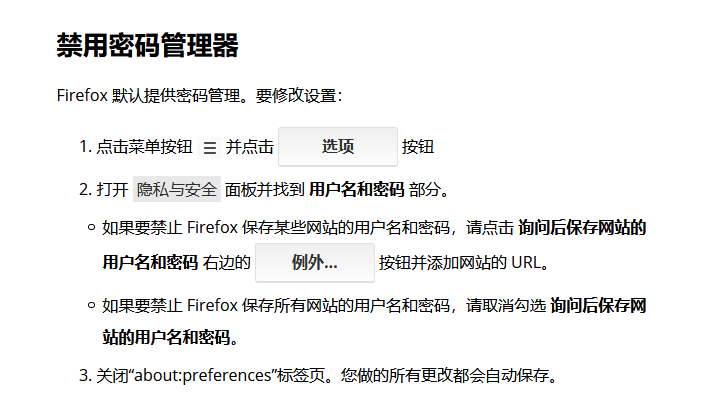 禁用密码管理器
Firefox 默认提供密码管理。要修改设置：
1. 点击菜单按钮 ☰ 并点击 选项 按钮
2. 打开 隐私与安全 面板并找到 用户名和密码 部分。
如果要禁止 Firefox 保存某些网站的用户名和密码，请点击 询问后保存网站的
用户名和密码 右边的 例外... 按钮并添加网站的 URL。
如果要禁止 Firefox 保存所有网站的用户名和密码，请取消勾选 询问后保存网
站的用户名和密码。
3. 关闭“about:preferences”标签页。您做的所有更改都会自动保存。